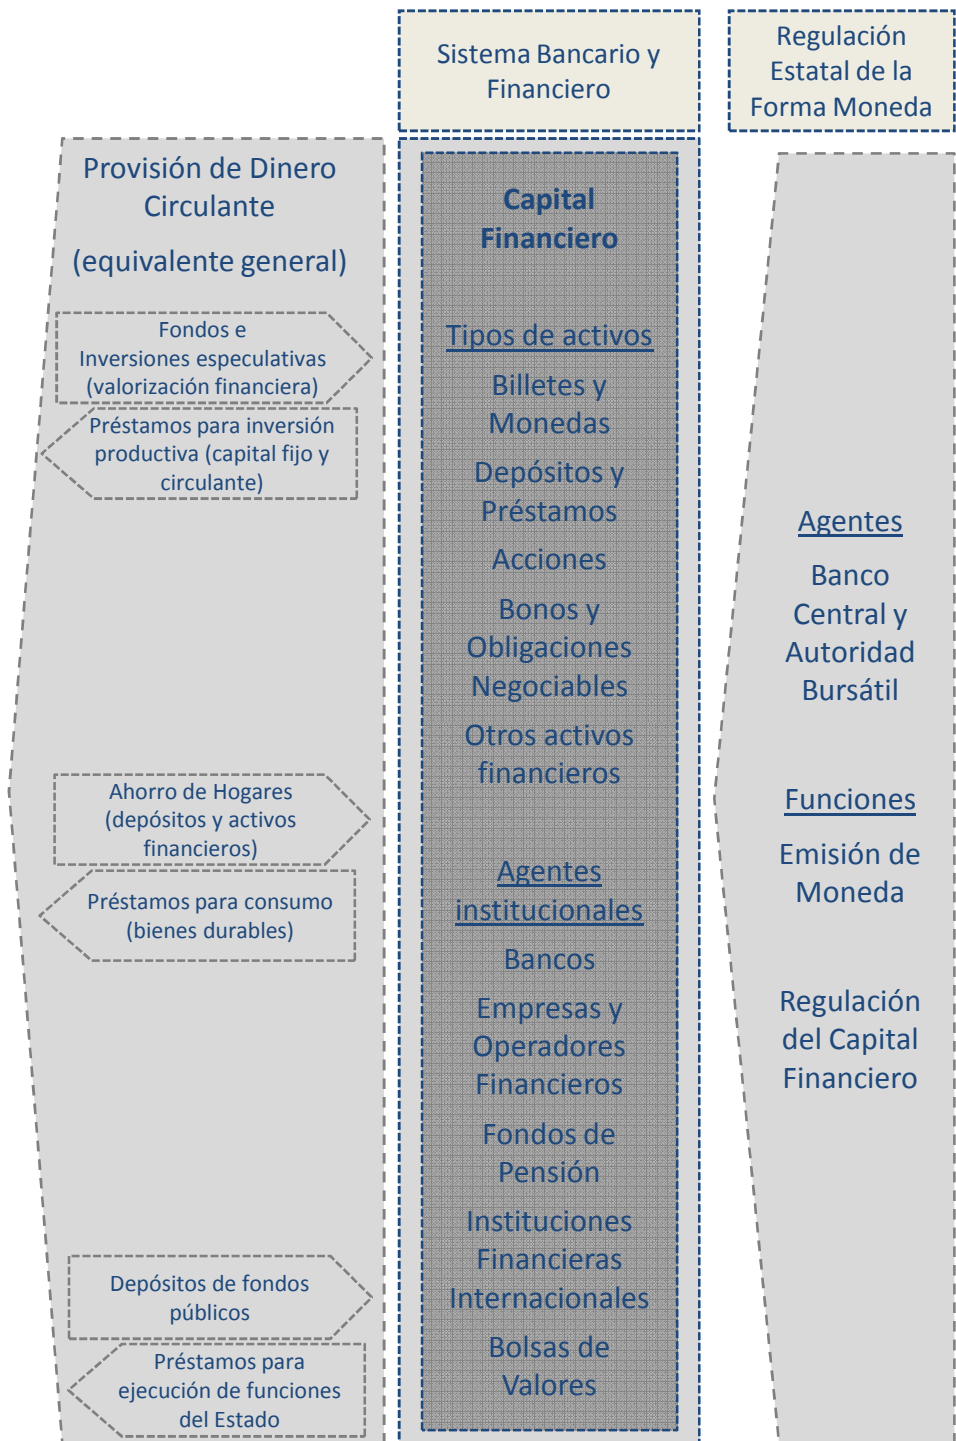 Sistema Bancario y
Financiero
Regulación
Estatal de la
Forma Moneda
Provisión de Dinero
Circulante
(equivalente general)
Fondos e
Inversiones especulativas
(valorización financiera)
Préstamos para inversión
productiva (capital fijo y
circulante)
Ahorro de Hogares
(depósitos y activos
financieros)
Préstamos para consumo
(bienes durables)
Depósitos de fondos
públicos
Préstamos para
ejecución de funciones
del Estado
Capital
Financiero
Tipos de activos
Billetes y
Monedas
Depósitos y
Préstamos
Acciones
Bonos y
Obligaciones
Negociables
Otros activos
financieros
Agentes
institucionales
Bancos
Empresas y
Operadores
Financieros
Fondos de
Pensión
Instituciones
Financieras
Internacionales
Bolsas de
Valores
Agentes
Banco
Central y
Autoridad
Bursátil
Funciones
Emisión de
Moneda
Regulación
del Capital
Financiero